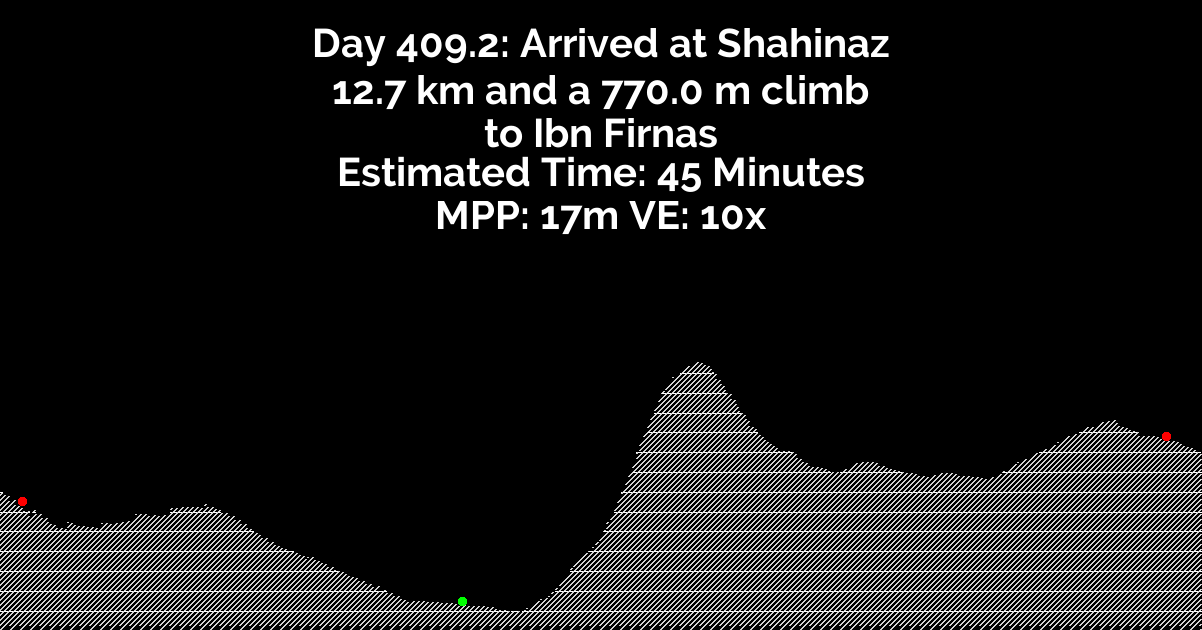 Day 409.2: Arrived at Shahinaz
12.7 km and a 770.0 m climb
to Ibn Firnas
Estimated Time: 45 Minutes
MPP: 17m VE: 10x